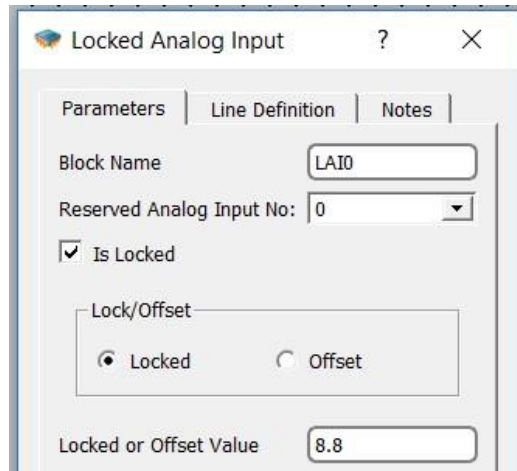 Locked Analog Input ? ×
Parameters Line Definition Notes
Block Name LAI0
Reserved Analog Input No: 0
Is Locked
Lock/Offset
Locked Offset
Locked or Offset Value 8.8